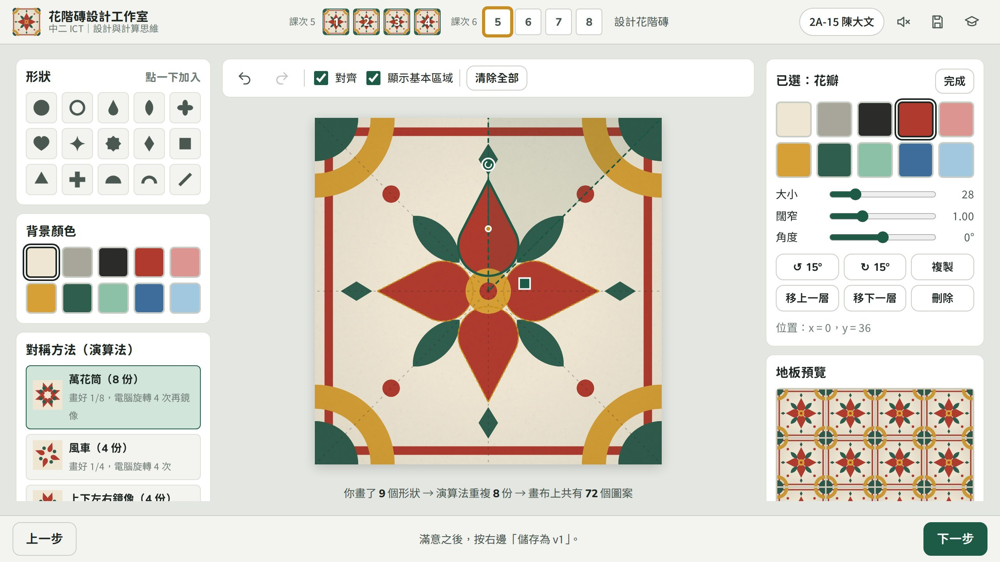 花階磚設計工作室
中二 ICT｜設計與計算思維
課次 5
1
2
3
4
課次 6
5
6
7
8
設計花階磚
2A-15 陳大文
形狀
點一下加入
背景顏色
對稱方法（演算法）
萬花筒（8 份）
畫好 1/8，電腦旋轉 4 次再鏡
像
風車（4 份）
畫好 1/4，電腦旋轉 4 次
上下左右鏡像（4 份）
對齊
顯示基本區域
清除全部
你畫了 9 個形狀 → 演算法重複 8 份 → 畫布上共有 72 個圖案
已選：花瓣
完成
大小
28
闊窄
1.00
角度
0°
↺ 15°
↻ 15°
複製
移上一層
移下一層
刪除
位置：x = 0，y = 36
地板預覽
上一步
滿意之後，按右邊「儲存為 v1」。
下一步